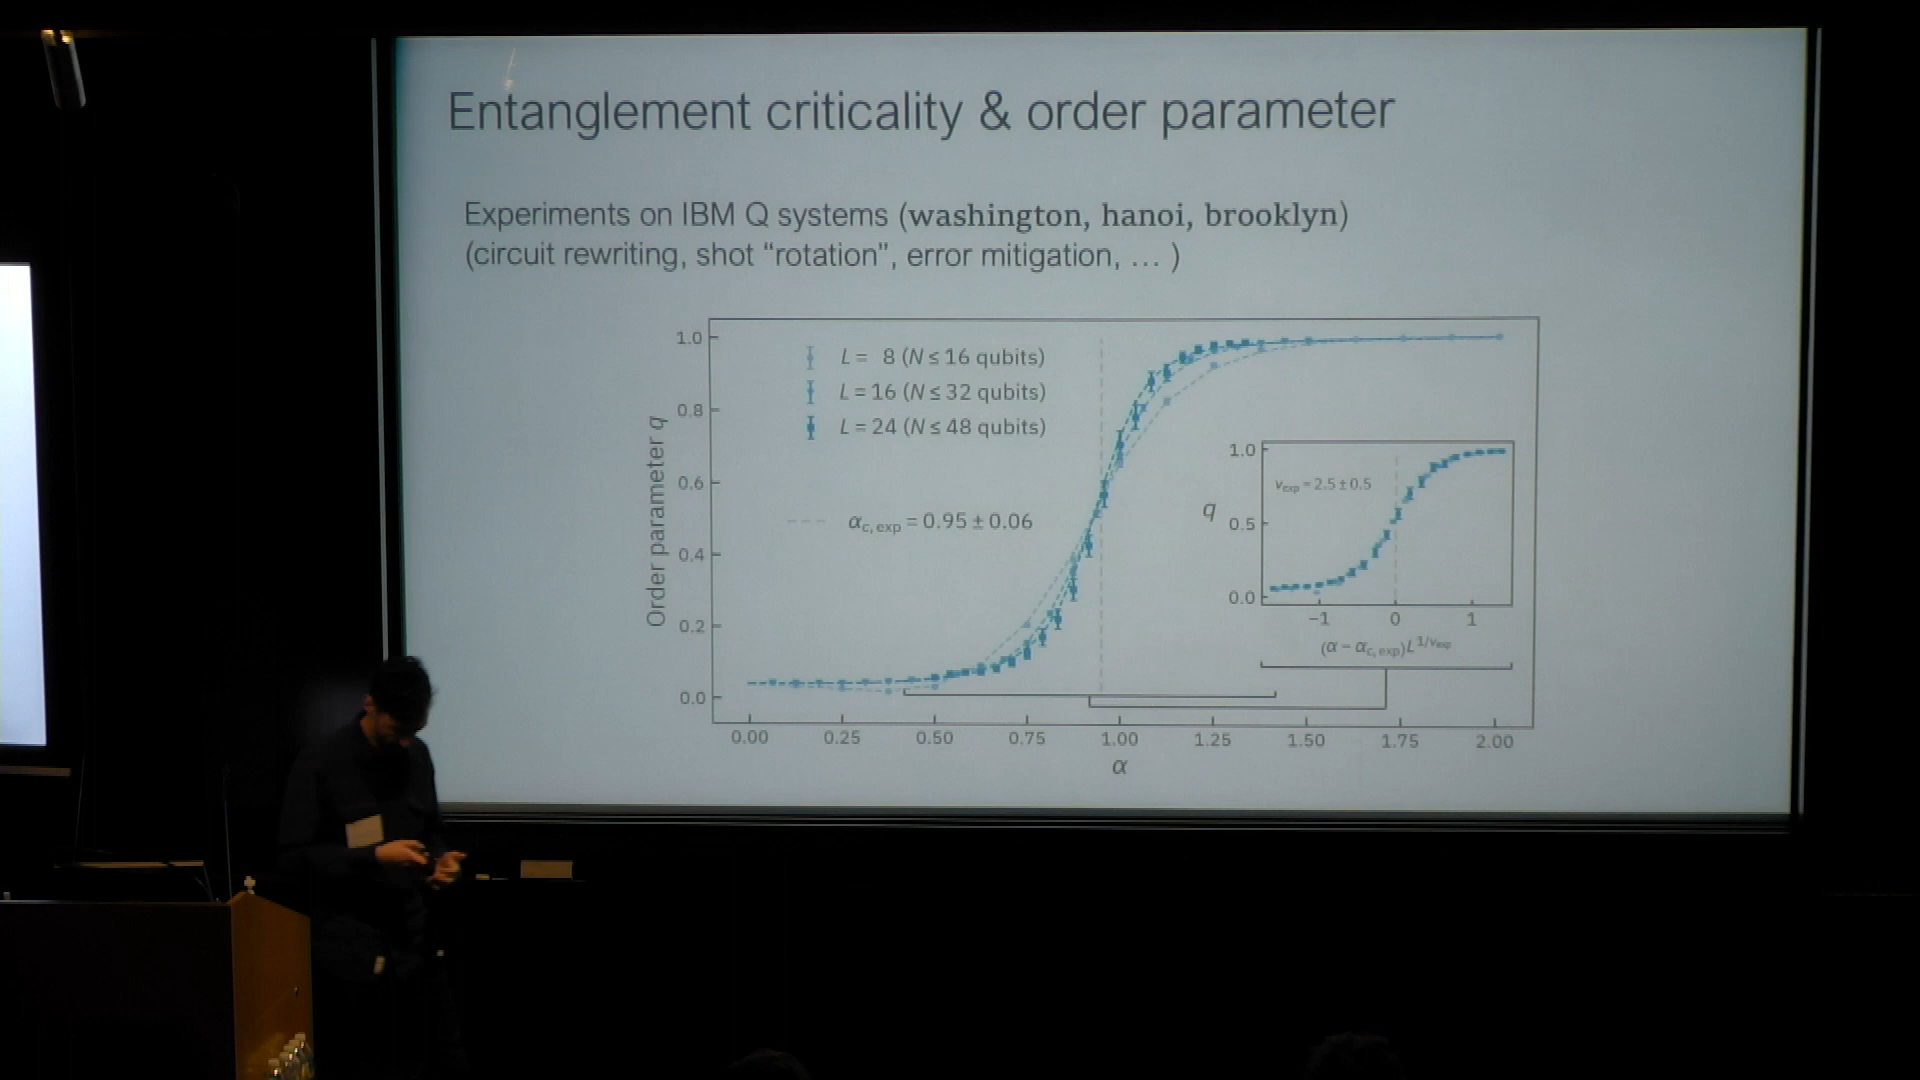 Entanglement criticality & order parameter
Experiments on IBM Q systems (washington, hanoi, brooklyn)
(circuit rewriting, shot “rotation”, error mitigation, … )
Order parameter q
1.0
0.8
0.6
0.4
0.2
0.0
L = 8 (N ≤ 16 qubits)
L = 16 (N ≤ 32 qubits)
L = 24 (N ≤ 48 qubits)
α_c, exp = 0.95 ± 0.06
q
1.0
0.5
0.0
ν_exp = 2.5 ± 0.5
−1 0 1
(α − α_c, exp)L^1/ν_exp
0.00 0.25 0.50 0.75 1.00 1.25 1.50 1.75 2.00
α